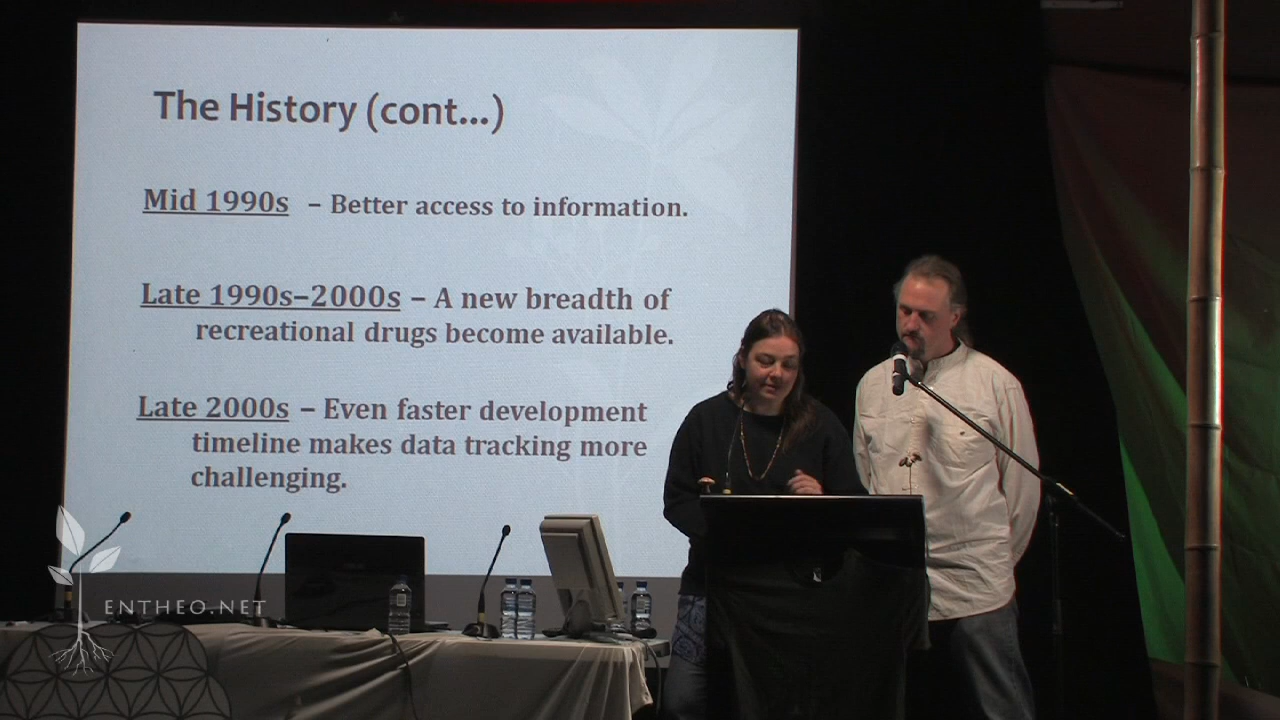 The History (cont...)
Mid 1990s – Better access to information.
Late 1990s–2000s – A new breadth of
recreational drugs become available.
Late 2000s – Even faster development
timeline makes data tracking more
challenging.
ENTHEO.NET